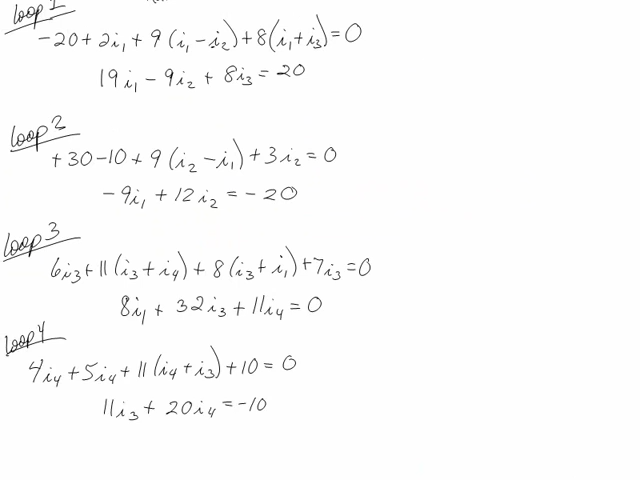 Loop 1
-20 + 2i₁ + 9(i₁ - i₂) + 8(i₁ + i₃) = 0
19i₁ - 9i₂ + 8i₃ = 20
Loop 2
+30 - 10 + 9(i₂ - i₁) + 3i₂ = 0
-9i₁ + 12i₂ = -20
Loop 3
6i₃ + 11(i₃ + i₄) + 8(i₃ + i₁) + 7i₃ = 0
8i₁ + 32i₃ + 11i₄ = 0
Loop 4
4i₄ + 5i₄ + 11(i₄ + i₃) + 10 = 0
11i₃ + 20i₄ = -10